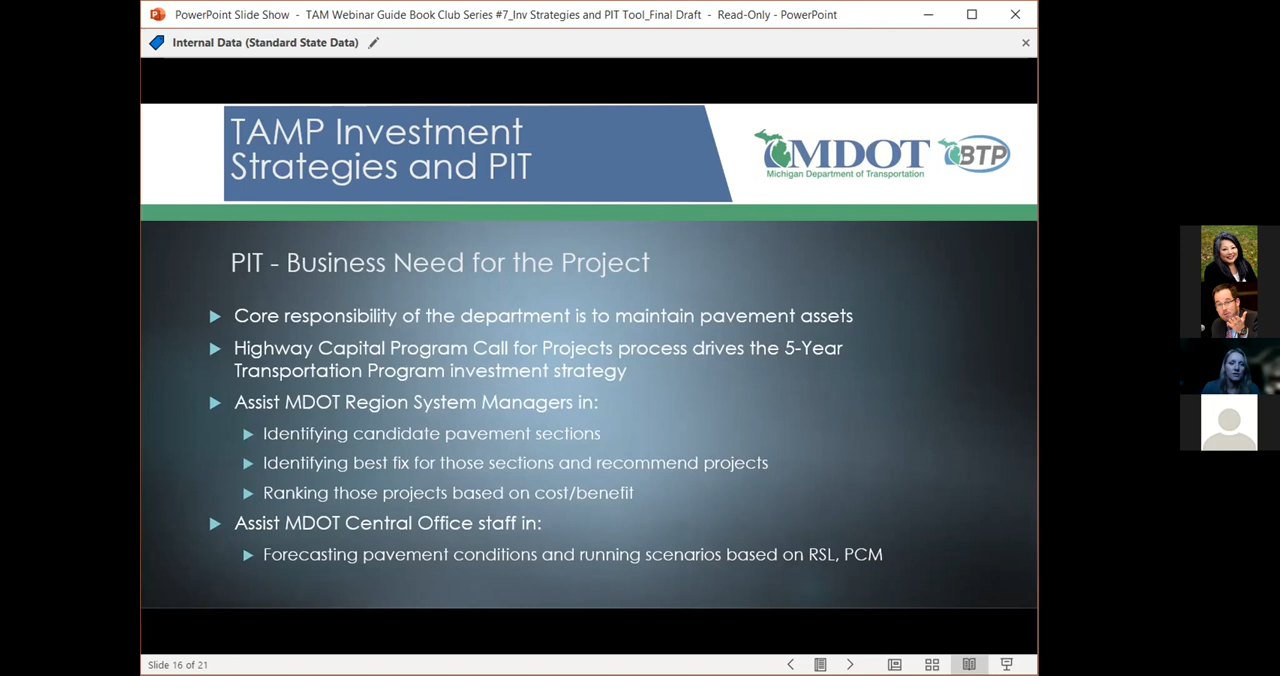 PowerPoint Slide Show - TAM Webinar Guide Book Club Series #7_Inv Strategies and PIT Tool_Final Draft - Read-Only - PowerPoint
Internal Data (Standard State Data)
TAMP Investment
Strategies and PIT
MDOT
Michigan Department of Transportation
BTP
PIT - Business Need for the Project
Core responsibility of the department is to maintain pavement assets
Highway Capital Program Call for Projects process drives the 5-Year
Transportation Program investment strategy
Assist MDOT Region System Managers in:
Identifying candidate pavement sections
Identifying best fix for those sections and recommend projects
Ranking those projects based on cost/benefit
Assist MDOT Central Office staff in:
Forecasting pavement conditions and running scenarios based on RSL, PCM
Slide 16 of 21